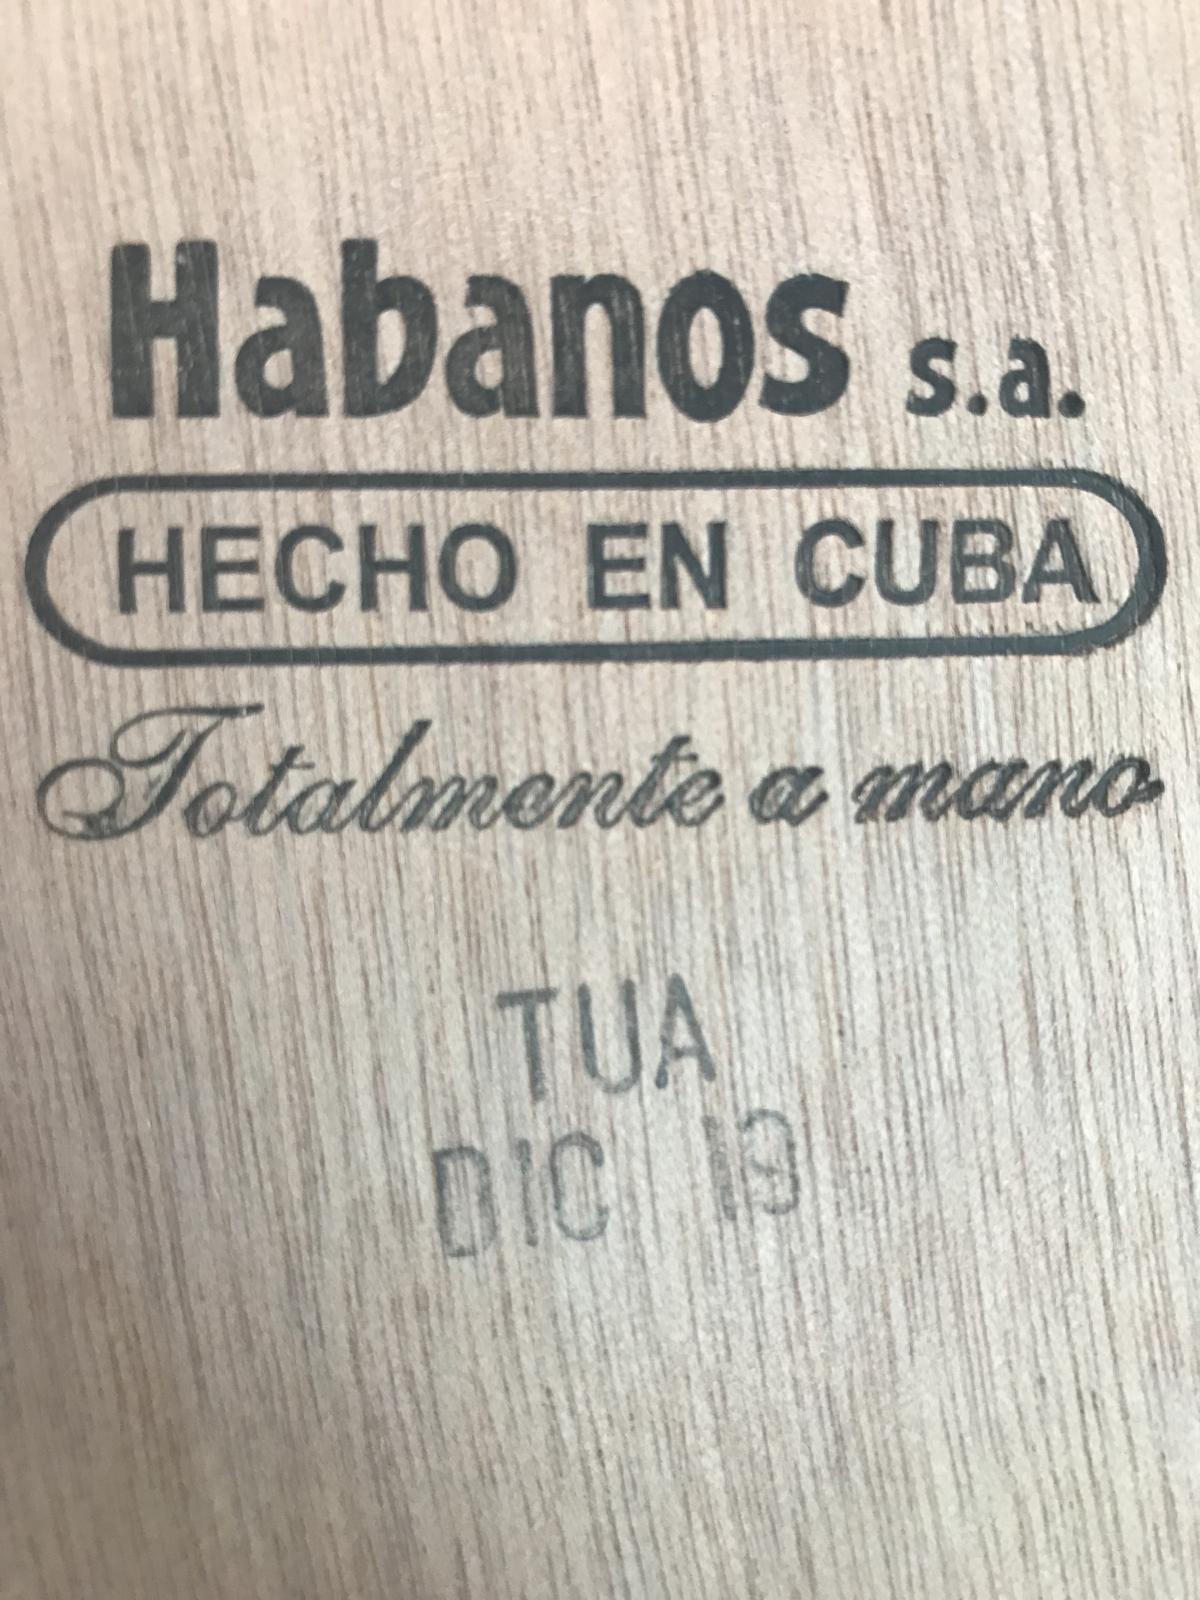 Habanos s.a.
HECHO EN CUBA
Totalmente a mano
TUA
DIC 19